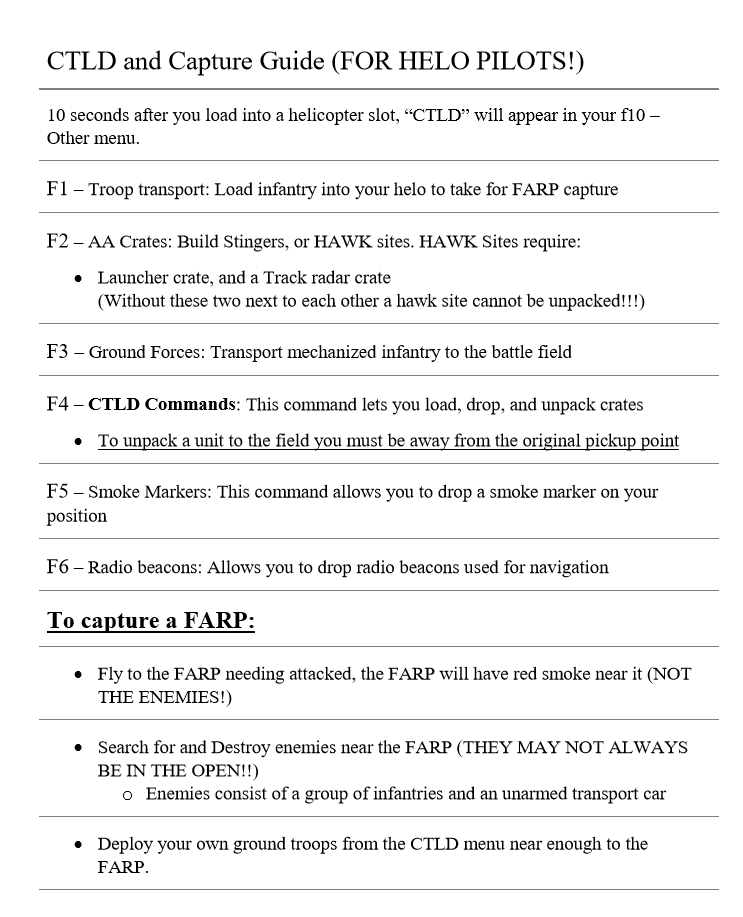 CTLD and Capture Guide (FOR HELO PILOTS!)
10 seconds after you load into a helicopter slot, “CTLD” will appear in your f10 –
Other menu.
F1 – Troop transport: Load infantry into your helo to take for FARP capture
F2 – AA Crates: Build Stingers, or HAWK sites. HAWK Sites require:
• Launcher crate, and a Track radar crate
(Without these two next to each other a hawk site cannot be unpacked!!!)
F3 – Ground Forces: Transport mechanized infantry to the battle field
F4 – CTLD Commands: This command lets you load, drop, and unpack crates
• To unpack a unit to the field you must be away from the original pickup point
F5 – Smoke Markers: This command allows you to drop a smoke marker on your
position
F6 – Radio beacons: Allows you to drop radio beacons used for navigation
To capture a FARP:
• Fly to the FARP needing attacked, the FARP will have red smoke near it (NOT
THE ENEMIES!)
• Search for and Destroy enemies near the FARP (THEY MAY NOT ALWAYS
BE IN THE OPEN!!)
o Enemies consist of a group of infantries and an unarmed transport car
• Deploy your own ground troops from the CTLD menu near enough to the
FARP.